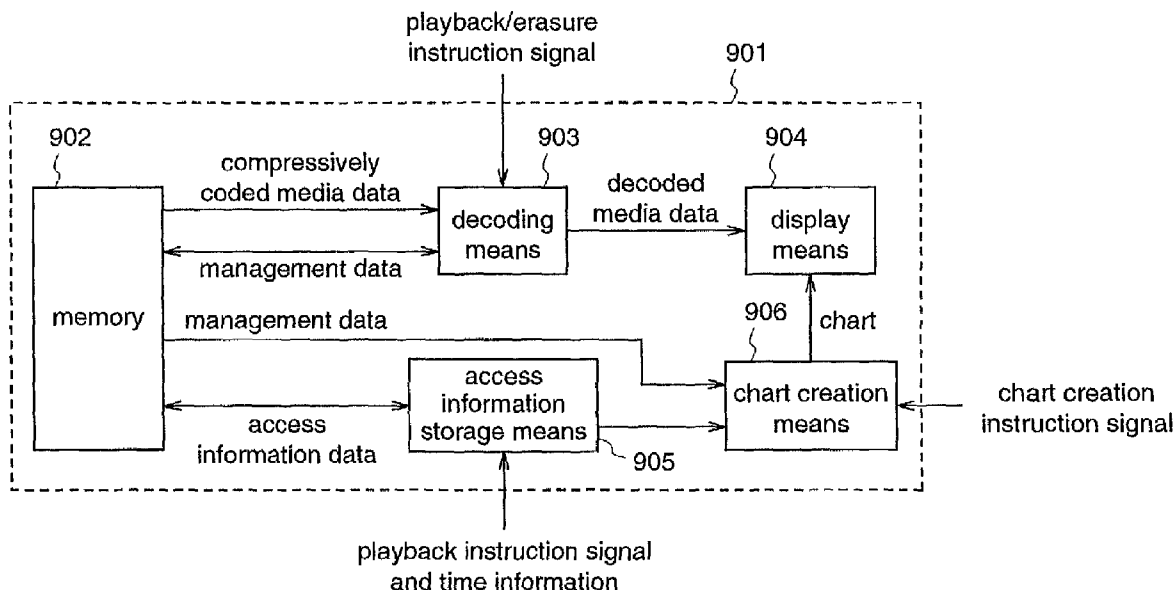 playback/erasure
instruction signal
901
902
903
904
compressively
coded media data
decoding
means
decoded
media data
display
means
management data
memory
management data
906
chart
access
information
storage means
chart creation
means
chart creation
instruction signal
access
information data
905
playback instruction signal
and time information